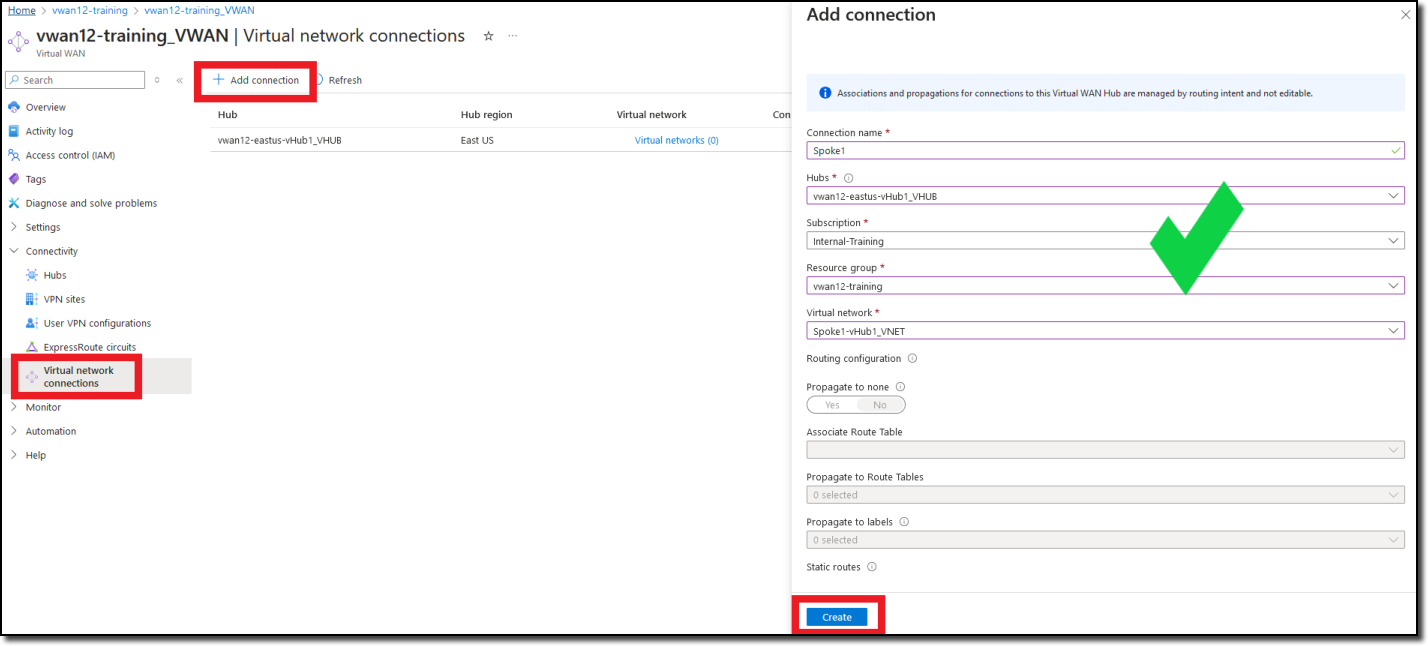 Home > vwan12-training > vwan12-training_VWAN
vwan12-training_VWAN | Virtual network connections ☆ ...
Virtual WAN
Search
«
+ Add connection
Refresh
Overview
Activity log
Access control (IAM)
Tags
Diagnose and solve problems
Settings
Connectivity
Hubs
VPN sites
User VPN configurations
ExpressRoute circuits
Virtual network
connections
Monitor
Automation
Help
Hub Hub region Virtual network Con
vwan12-eastus-vHub1_VHUB East US Virtual networks (0)
Add connection
Associations and propagations for connections to this Virtual WAN Hub are managed by routing intent and not editable.
Connection name *
Spoke1
Hubs *
vwan12-eastus-vHub1_VHUB
Subscription *
Internal-Training
Resource group *
vwan12-training
Virtual network *
Spoke1-vHub1_VNET
Routing configuration
Propagate to none
Yes No
Associate Route Table
Propagate to Route Tables
0 selected
Propagate to labels
0 selected
Static routes
Create